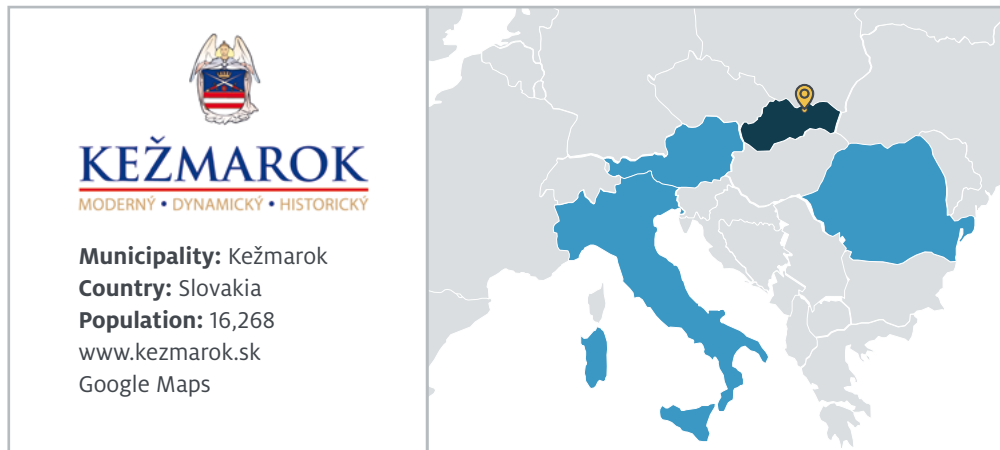 KEŽMAROK
MODERNÝ • DYNAMICKÝ • HISTORICKÝ
Municipality: Kežmarok
Country: Slovakia
Population: 16,268
www.kezmarok.sk
Google Maps